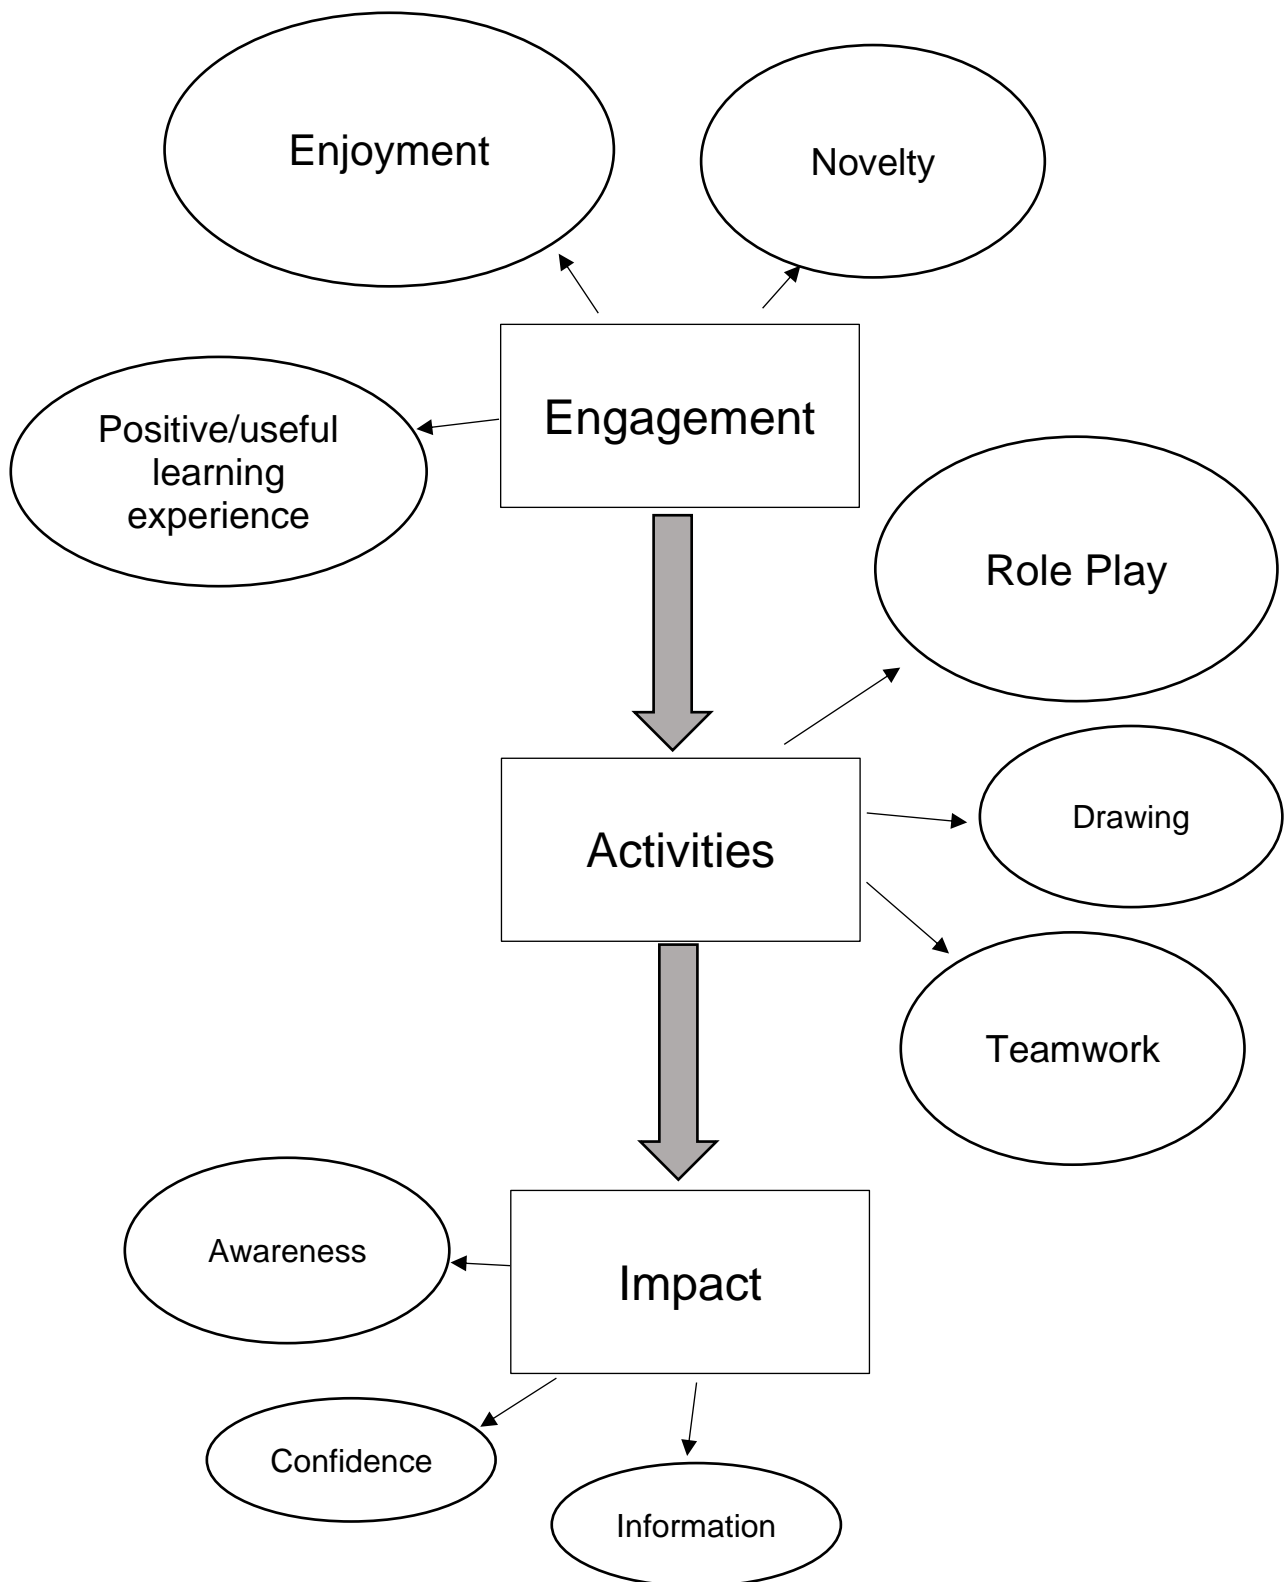 Enjoyment
Novelty
Engagement
Positive/useful
learning
experience
Role Play
Drawing
Activities
Teamwork
Awareness
Impact
Confidence
Information